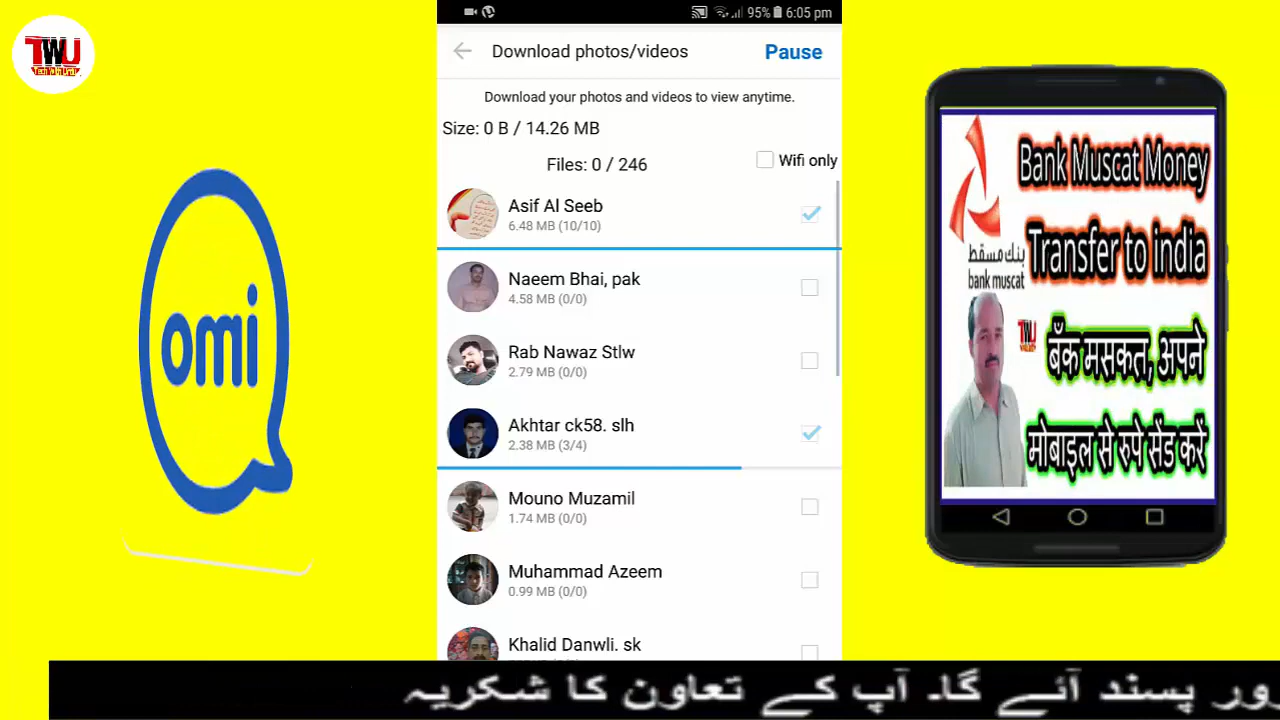 TWU
Tech With Urdu
95% 6:05 pm
Download photos/videos
Pause
Download your photos and videos to view anytime.
Size: 0 B / 14.26 MB
Files: 0 / 246
Wifi only
Asif Al Seeb
6.48 MB (10/10)
Naeem Bhai, pak
4.58 MB (0/0)
Rab Nawaz Stlw
2.79 MB (0/0)
Akhtar ck58. slh
2.38 MB (3/4)
Mouno Muzamil
1.74 MB (0/0)
Muhammad Azeem
0.99 MB (0/0)
Khalid Danwli. sk
omi
Bank Muscat Money
Transfer to india
بنك مسقط
bank muscat
TWU
बैंक मसकत, अपने
मोबाइल से रुपे सेंड करें
ور پسند آئے گا۔ آپ کے تعاون کا شکریہ